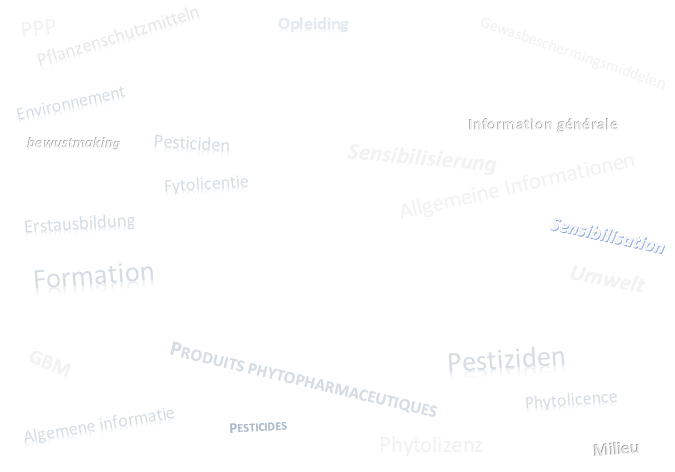 PPP
Pflanzenschutzmitteln
Opleiding
Gewasbeschermingsmiddelen
Environnement
Information générale
bewustmaking
Pesticiden
Sensibilisierung
Fytolicentie
Allgemeine Informationen
Erstausbildung
Sensibilisation
Formation
Umwelt
GBM
PRODUITS PHYTOPHARMACEUTIQUES
Pestiziden
Phytolicence
Algemene informatie
PESTICIDES
Phytolizenz
Milieu